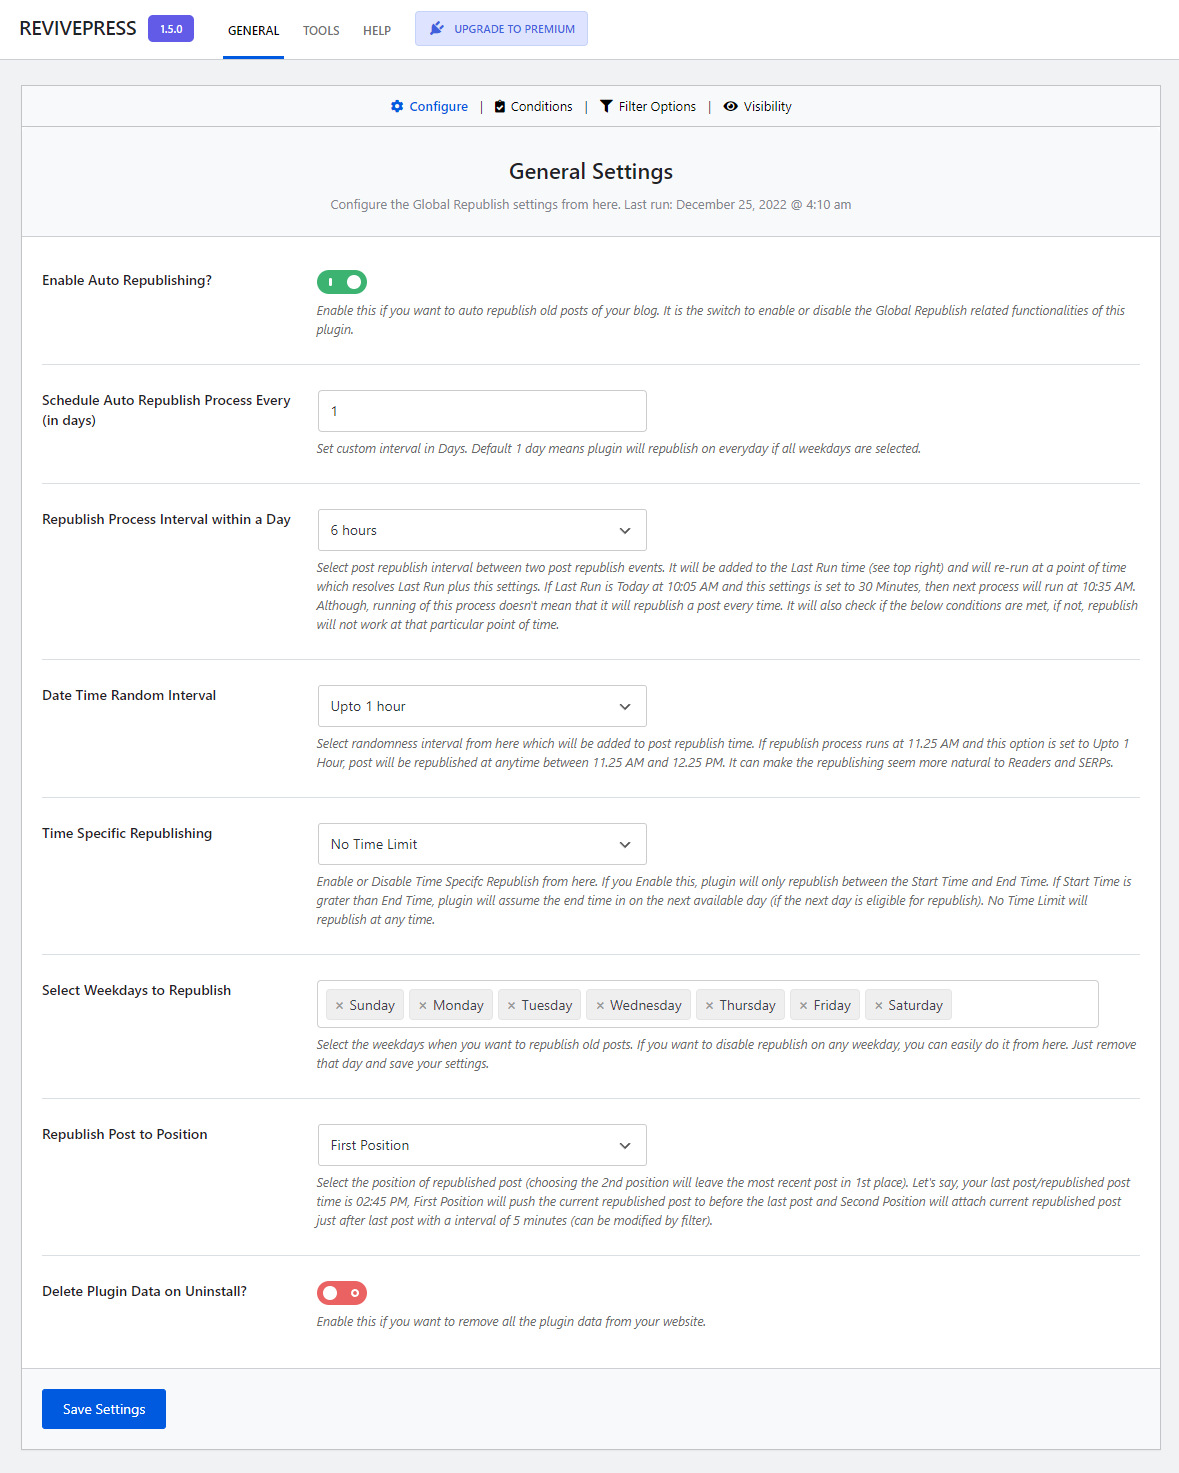 REVIVEPRESS 1.5.0 GENERAL TOOLS HELP UPGRADE TO PREMIUM
Configure | Conditions | Filter Options | Visibility
General Settings
Configure the Global Republish settings from here. Last run: December 25, 2022 @ 4:10 am
Enable Auto Republishing?
Enable this if you want to auto republish old posts of your blog. It is the switch to enable or disable the Global Republish related functionalities of this
plugin.
Schedule Auto Republish Process Every
(in days)
1
Set custom interval in Days. Default 1 day means plugin will republish on everyday if all weekdays are selected.
Republish Process Interval within a Day
6 hours
Select post republish interval between two post republish events. It will be added to the Last Run time (see top right) and will re-run at a point of time
which resolves Last Run plus this settings. If Last Run is Today at 10:05 AM and this settings is set to 30 Minutes, then next process will run at 10:35 AM.
Although, running of this process doesn't mean that it will republish a post every time. It will also check if the below conditions are met, if not, republish
will not work at that particular point of time.
Date Time Random Interval
Upto 1 hour
Select randomness interval from here which will be added to post republish time. If republish process runs at 11.25 AM and this option is set to Upto 1
Hour, post will be republished at anytime between 11.25 AM and 12.25 PM. It can make the republishing seem more natural to Readers and SERPs.
Time Specific Republishing
No Time Limit
Enable or Disable Time Specifc Republish from here. If you Enable this, plugin will only republish between the Start Time and End Time. If Start Time is
grater than End Time, plugin will assume the end time in on the next available day (if the next day is eligible for republish). No Time Limit will
republish at any time.
Select Weekdays to Republish
× Sunday × Monday × Tuesday × Wednesday × Thursday × Friday × Saturday
Select the weekdays when you want to republish old posts. If you want to disable republish on any weekday, you can easily do it from here. Just remove
that day and save your settings.
Republish Post to Position
First Position
Select the position of republished post (choosing the 2nd position will leave the most recent post in 1st place). Let's say, your last post/republished post
time is 02:45 PM, First Position will push the current republished post to before the last post and Second Position will attach current republished post
just after last post with a interval of 5 minutes (can be modified by filter).
Delete Plugin Data on Uninstall?
Enable this if you want to remove all the plugin data from your website.
Save Settings